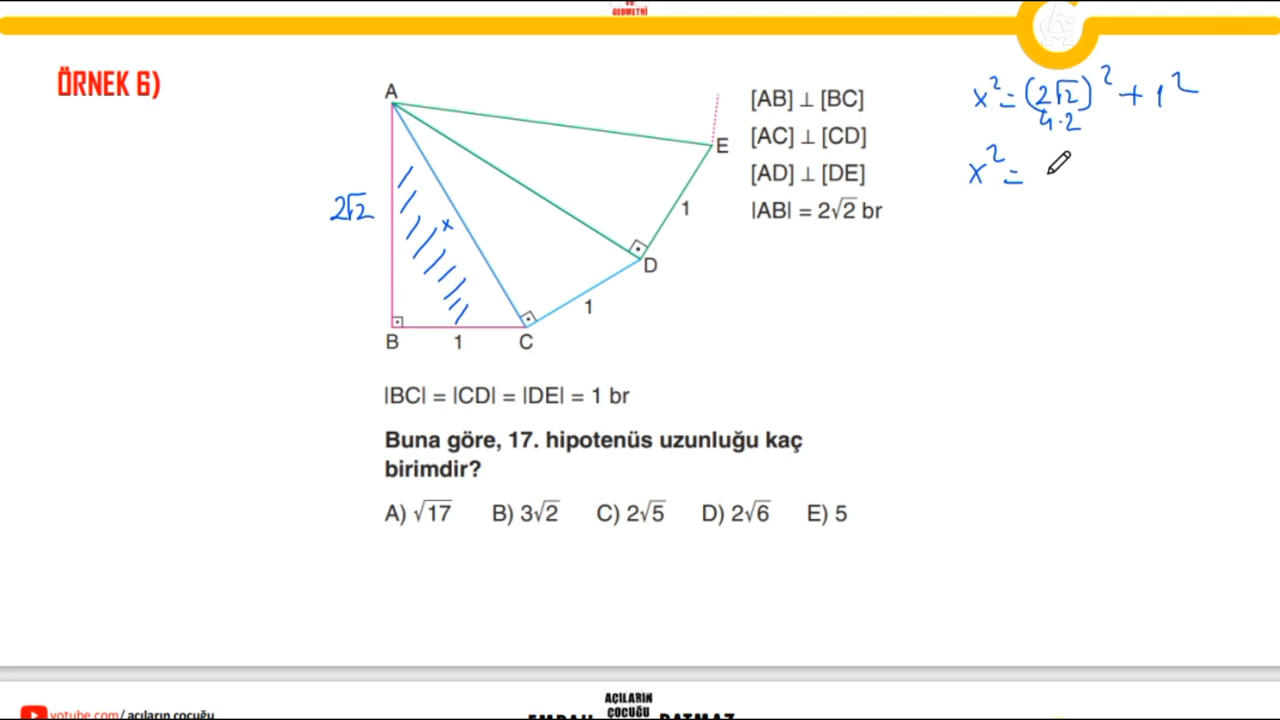 GEOMETRİ
ÖRNEK 6)
A
E
D
B
C
1
1
1
2√2
x
[AB] ⊥ [BC]
[AC] ⊥ [CD]
[AD] ⊥ [DE]
|AB| = 2√2 br
x² = (2√2)² + 1²
4·2
x² =
|BC| = |CD| = |DE| = 1 br
Buna göre, 17. hipotenüs uzunluğu kaç
birimdir?
A) √17 B) 3√2 C) 2√5 D) 2√6 E) 5
AÇILARIN
ÇOCUĞU
youtube.com/ açıların çocuğu